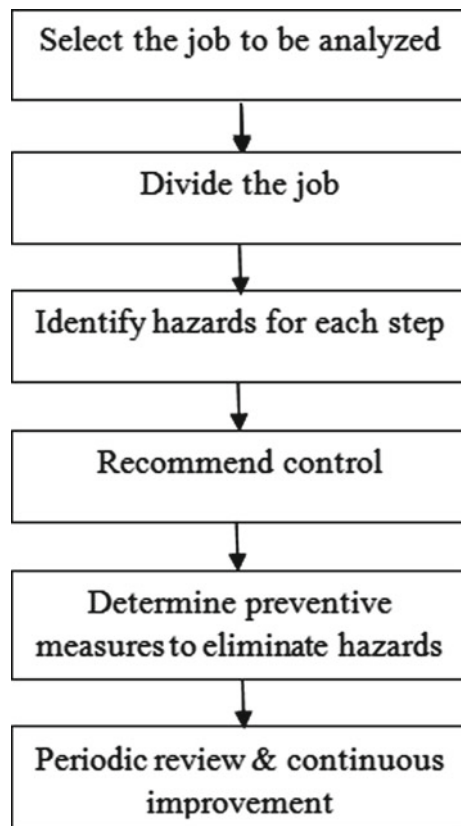 Select the job to be analyzed
Divide the job
Identify hazards for each step
Recommend control
Determine preventive
measures to eliminate hazards
Periodic review & continuous
improvement